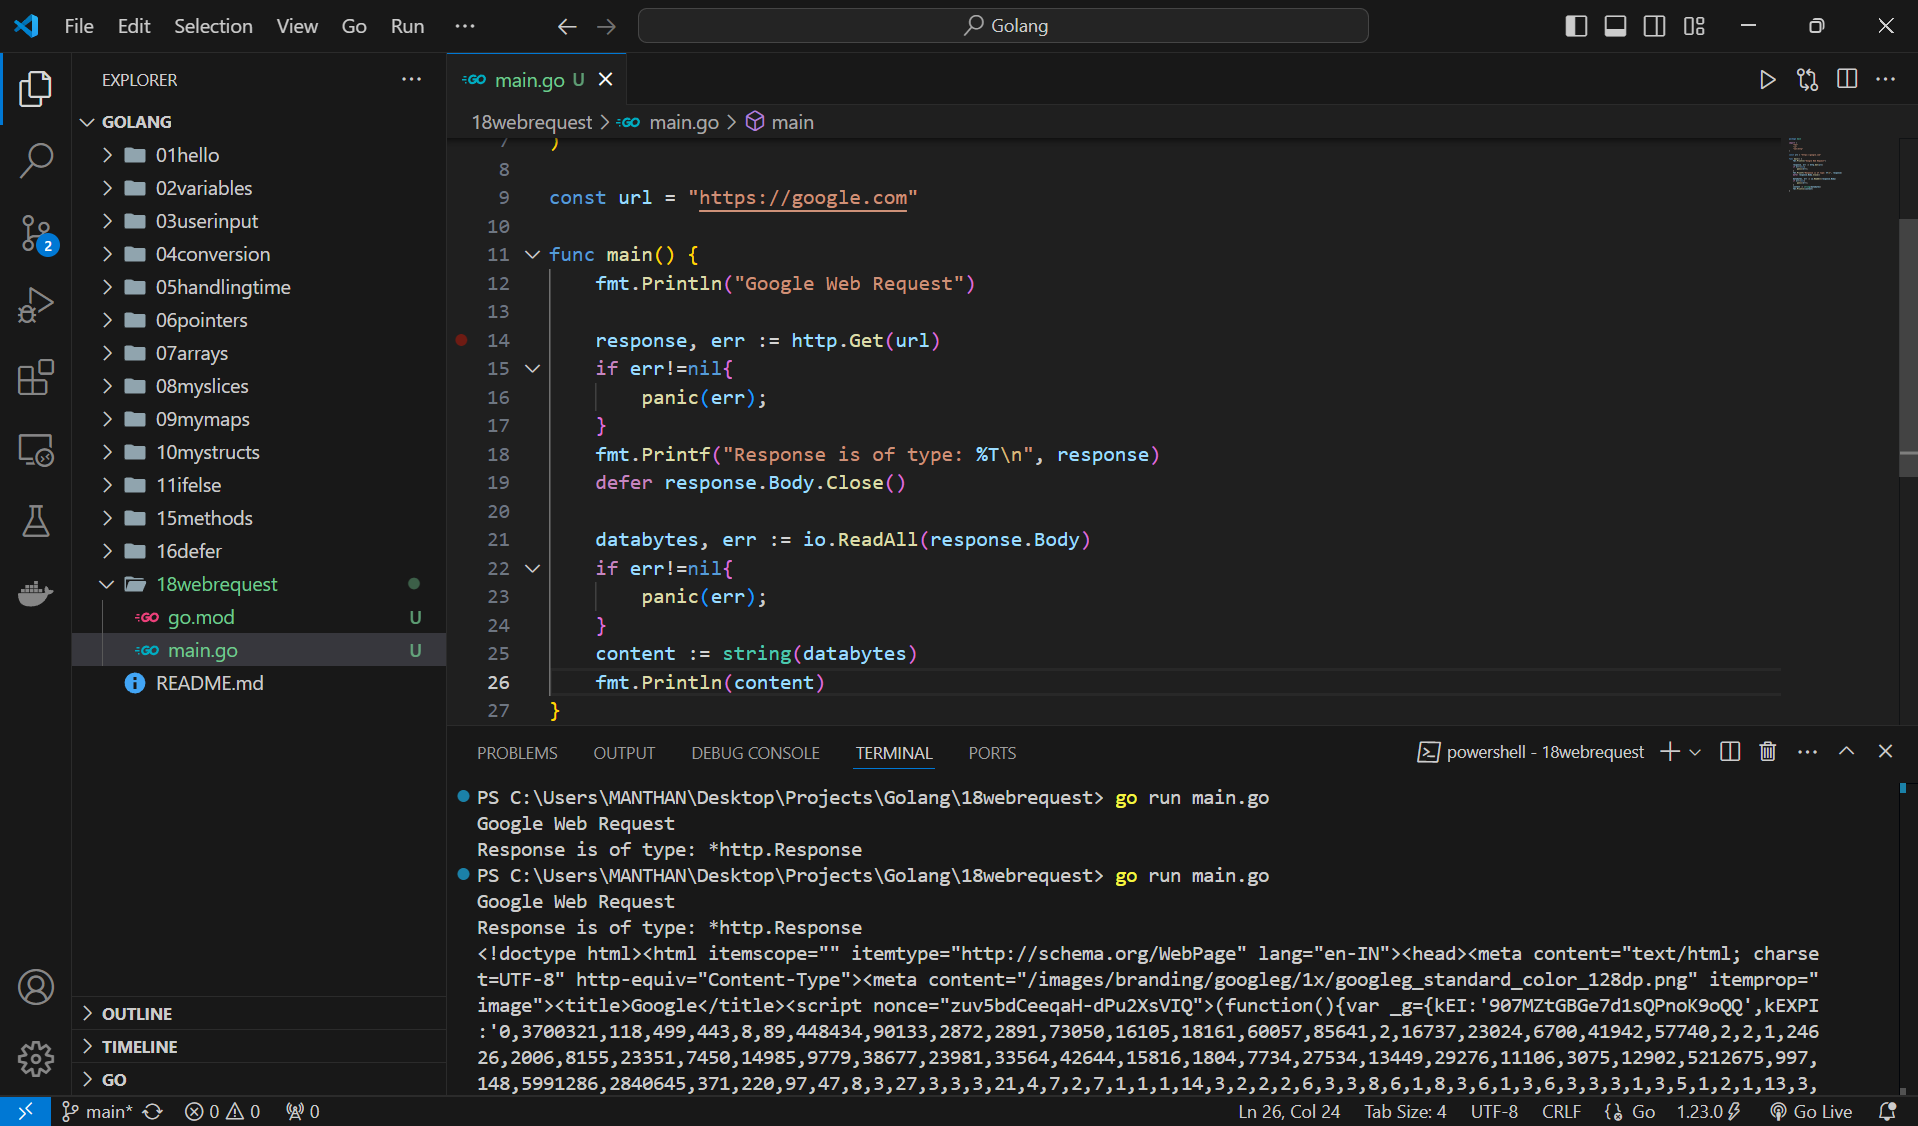 File Edit Selection View Go Run ···
Golang
EXPLORER ···
GOLANG
01hello
02variables
03userinput
04conversion
05handlingtime
06pointers
07arrays
08myslices
09mymaps
10mystructs
11ifelse
15methods
16defer
18webrequest
GO go.mod U
GO main.go U
README.md
OUTLINE
TIMELINE
GO
2
GO main.go U
18webrequest > GO main.go > main
7 )
8
9 const url = "https://google.com"
10
11 func main() {
12 fmt.Println("Google Web Request")
13
14 response, err := http.Get(url)
15 if err!=nil{
16 panic(err);
17 }
18 fmt.Printf("Response is of type: %T\n", response)
19 defer response.Body.Close()
20
21 databytes, err := io.ReadAll(response.Body)
22 if err!=nil{
23 panic(err);
24 }
25 content := string(databytes)
26 fmt.Println(content)
27 }
PROBLEMS OUTPUT DEBUG CONSOLE TERMINAL PORTS
powershell - 18webrequest
PS C:\Users\MANTHAN\Desktop\Projects\Golang\18webrequest> go run main.go
Google Web Request
Response is of type: *http.Response
PS C:\Users\MANTHAN\Desktop\Projects\Golang\18webrequest> go run main.go
Google Web Request
Response is of type: *http.Response
<!doctype html><html itemscope="" itemtype="http://schema.org/WebPage" lang="en-IN"><head><meta content="text/html; charse
t=UTF-8" http-equiv="Content-Type"><meta content="/images/branding/googleg/1x/googleg_standard_color_128dp.png" itemprop="
image"><title>Google</title><script nonce="zuv5bdCeeqaH-dPu2XsVIQ">(function(){var _g={kEI:'907MZtGBGe7d1sQPnoK9oQQ',kEXPI
:'0,3700321,118,499,443,8,89,448434,90133,2872,2891,73050,16105,18161,60057,85641,2,16737,23024,6700,41942,57740,2,2,1,246
26,2006,8155,23351,7450,14985,9779,38677,23981,33564,42644,15816,1804,7734,27534,13449,29276,11106,3075,12902,5212675,997,
148,5991286,2840645,371,220,97,47,8,3,27,3,3,3,21,4,7,2,7,1,1,1,14,3,2,2,2,6,3,3,8,6,1,8,3,6,1,3,6,3,3,3,1,3,5,1,2,1,13,3,
main* 0 0 0
Ln 26, Col 24 Tab Size: 4 UTF-8 CRLF Go 1.23.0 Go Live